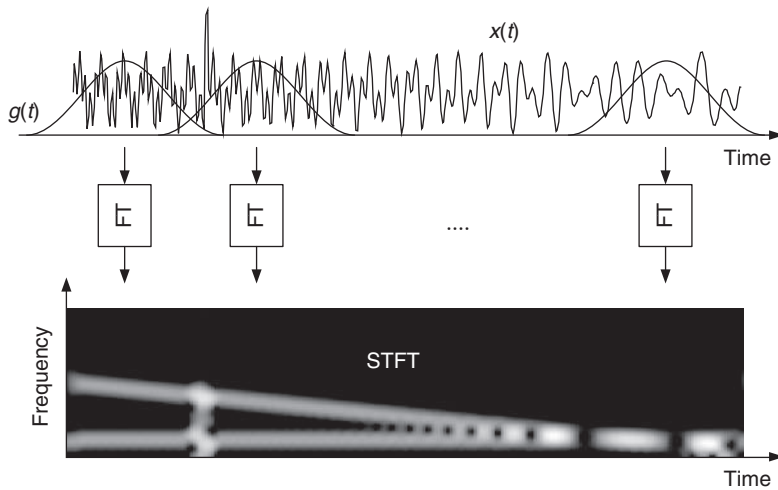 x(t)
g(t)
Time
FT
FT
....
FT
Frequency
STFT
Time